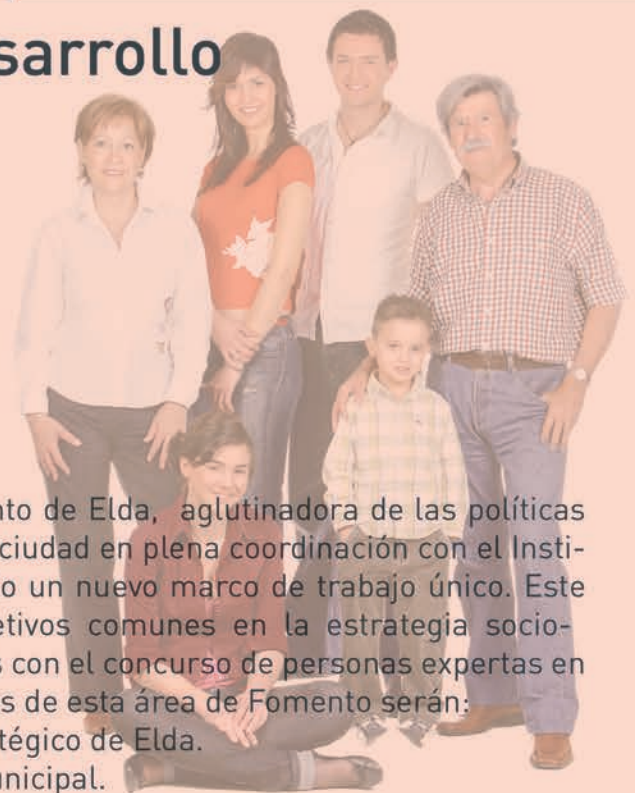 sarrollo
nto de Elda, aglutinadora de las políticas
ciudad en plena coordinación con el Insti-
o un nuevo marco de trabajo único. Este
etivos comunes en la estrategia socio-
s con el concurso de personas expertas en
s de esta área de Fomento serán:
tégico de Elda.
unicipal.